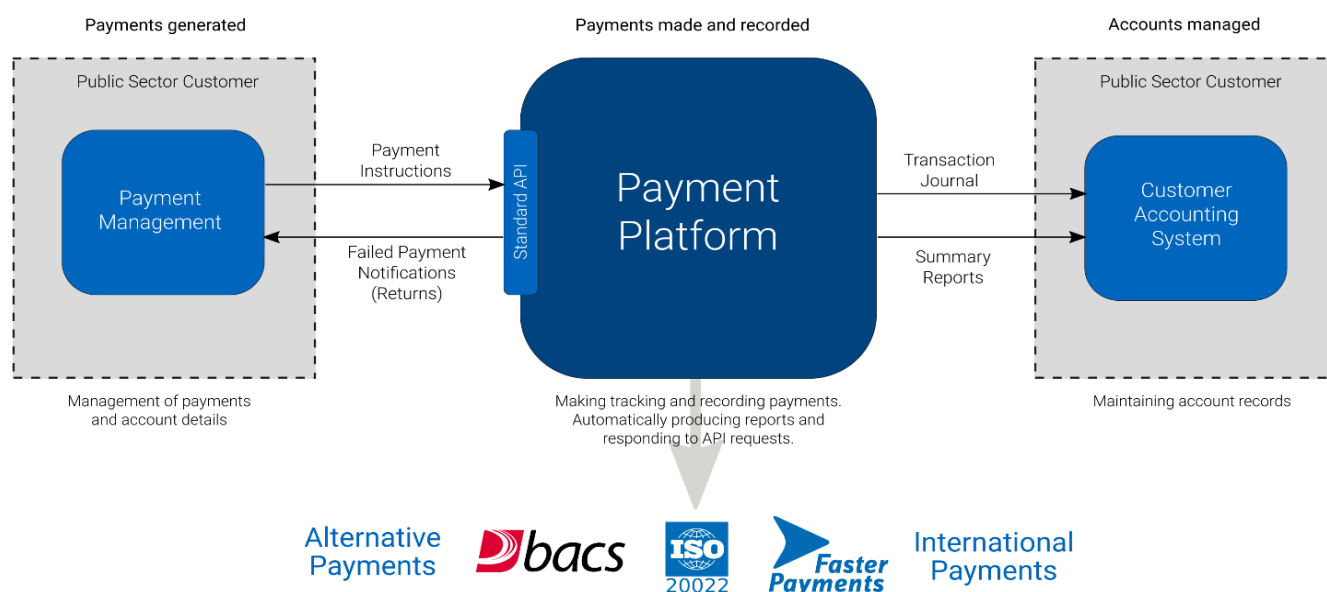 Payments generated
Payments made and recorded
Accounts managed
Public Sector Customer
Payment
Management
Payment
Instructions
Failed Payment
Notifications
(Returns)
Standard API
Payment
Platform
Transaction
Journal
Summary
Reports
Public Sector Customer
Customer
Accounting
System
Management of payments
and account details
Making tracking and recording payments.
Automatically producing reports and
responding to API requests.
Maintaining account records
Alternative
Payments
bacs
ISO
20022
Faster
Payments
International
Payments